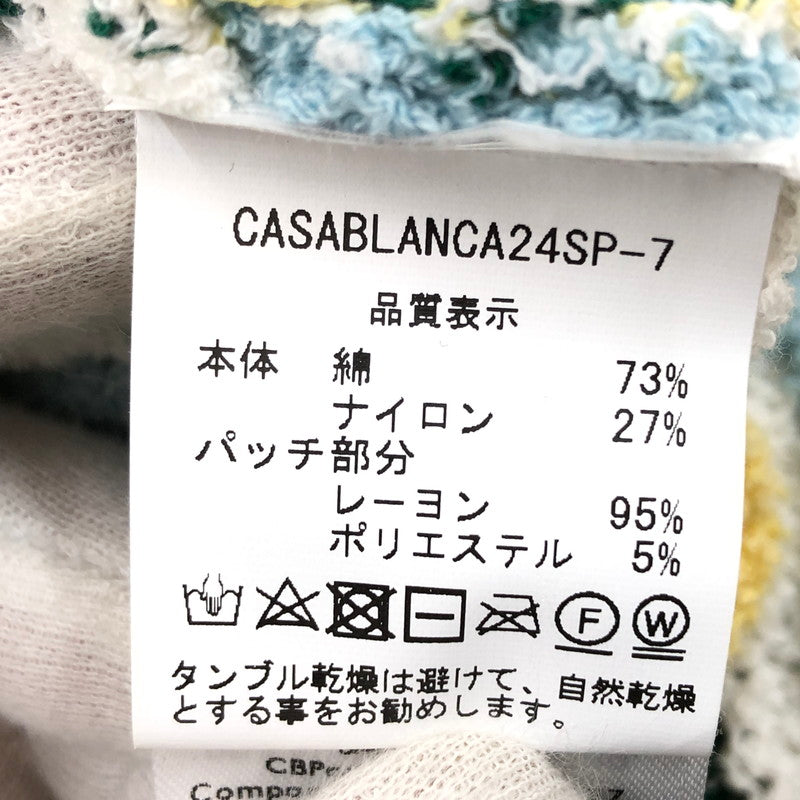 CASABLANCA24SP-7
品質表示
本体 綿 73%
ナイロン 27%
パッチ部分
レーヨン 95%
ポリエステル 5%
F W
タンブル乾燥は避けて、自然乾燥
とする事をお勧めします。